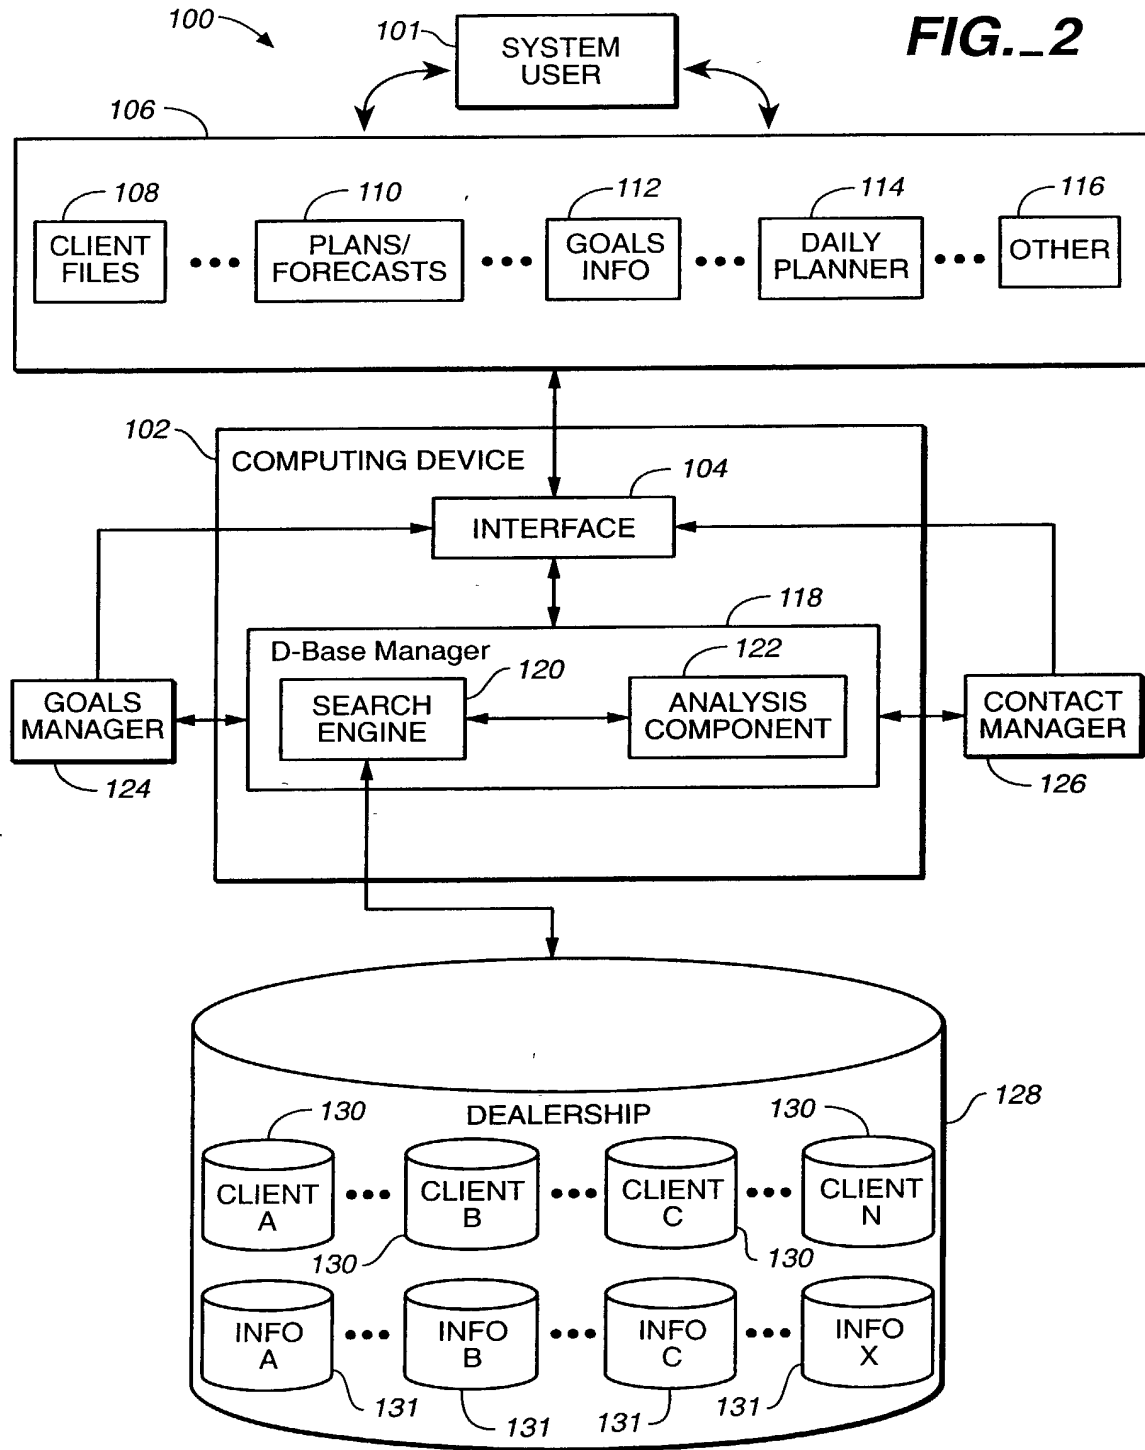 100
101
SYSTEM
USER
FIG._2
106
108
CLIENT
FILES
110
PLANS/
FORECASTS
112
GOALS
INFO
114
DAILY
PLANNER
116
OTHER
102
COMPUTING DEVICE
104
INTERFACE
118
D-Base Manager
120
SEARCH
ENGINE
122
ANALYSIS
COMPONENT
GOALS
MANAGER
124
CONTACT
MANAGER
126
128
DEALERSHIP
130
CLIENT
A
CLIENT
B
130
CLIENT
C
130
130
CLIENT
N
INFO
A
131
INFO
B
131
INFO
C
131
INFO
X
131